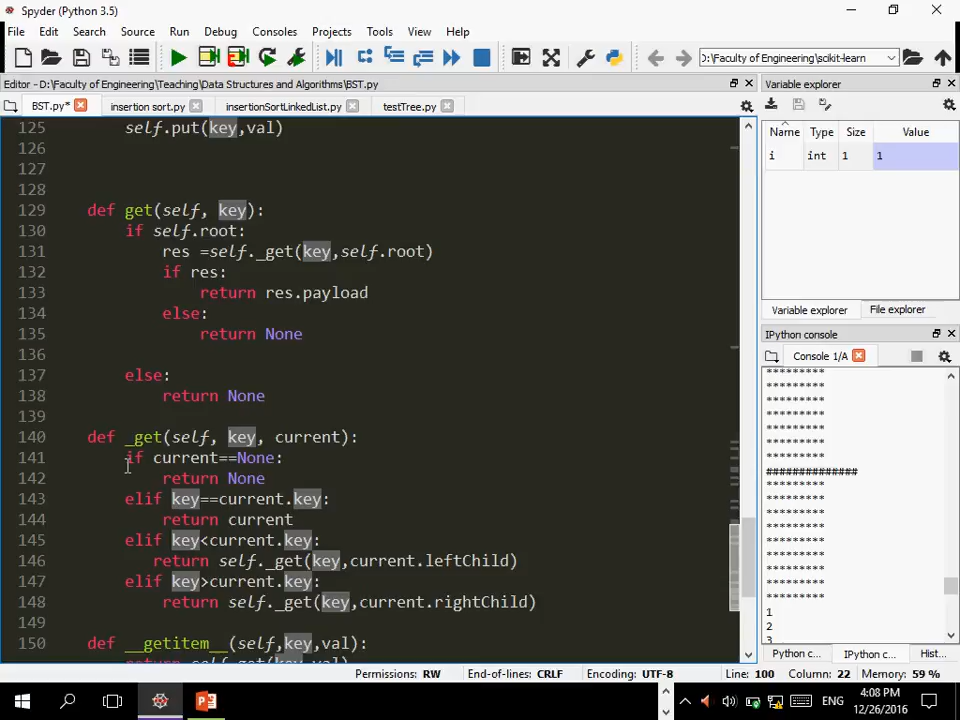 Spyder (Python 3.5)
File Edit Search Source Run Debug Consoles Projects Tools View Help
D:\Faculty of Engineering\scikit-learn
Editor - D:\Faculty of Engineering\Teaching\Data Structures and Algorithms\BST.py
BST.py* insertion sort.py insertionSortLinkedList.py testTree.py
125 self.put(key,val)
126
127
128
129 def get(self, key):
130 if self.root:
131 res =self._get(key,self.root)
132 if res:
133 return res.payload
134 else:
135 return None
136
137 else:
138 return None
139
140 def _get(self, key, current):
141 if current==None:
142 return None
143 elif key==current.key:
144 return current
145 elif key<current.key:
146 return self._get(key,current.leftChild)
147 elif key>current.key:
148 return self._get(key,current.rightChild)
149
150 def __getitem__(self,key,val):
return self.get(key,val)
Variable explorer
Name Type Size Value
i int 1 1
Variable explorer File explorer
IPython console
Console 1/A
*********
*********
*********
*********
*********
*********
*********
##############
*********
*********
*********
*********
*********
*********
*********
*********
*********
1
2
3
Python c... IPython c... Hist...
Permissions: RW End-of-lines: CRLF Encoding: UTF-8 Line: 100 Column: 22 Memory: 59 %
ENG
4:08 PM
12/26/2016